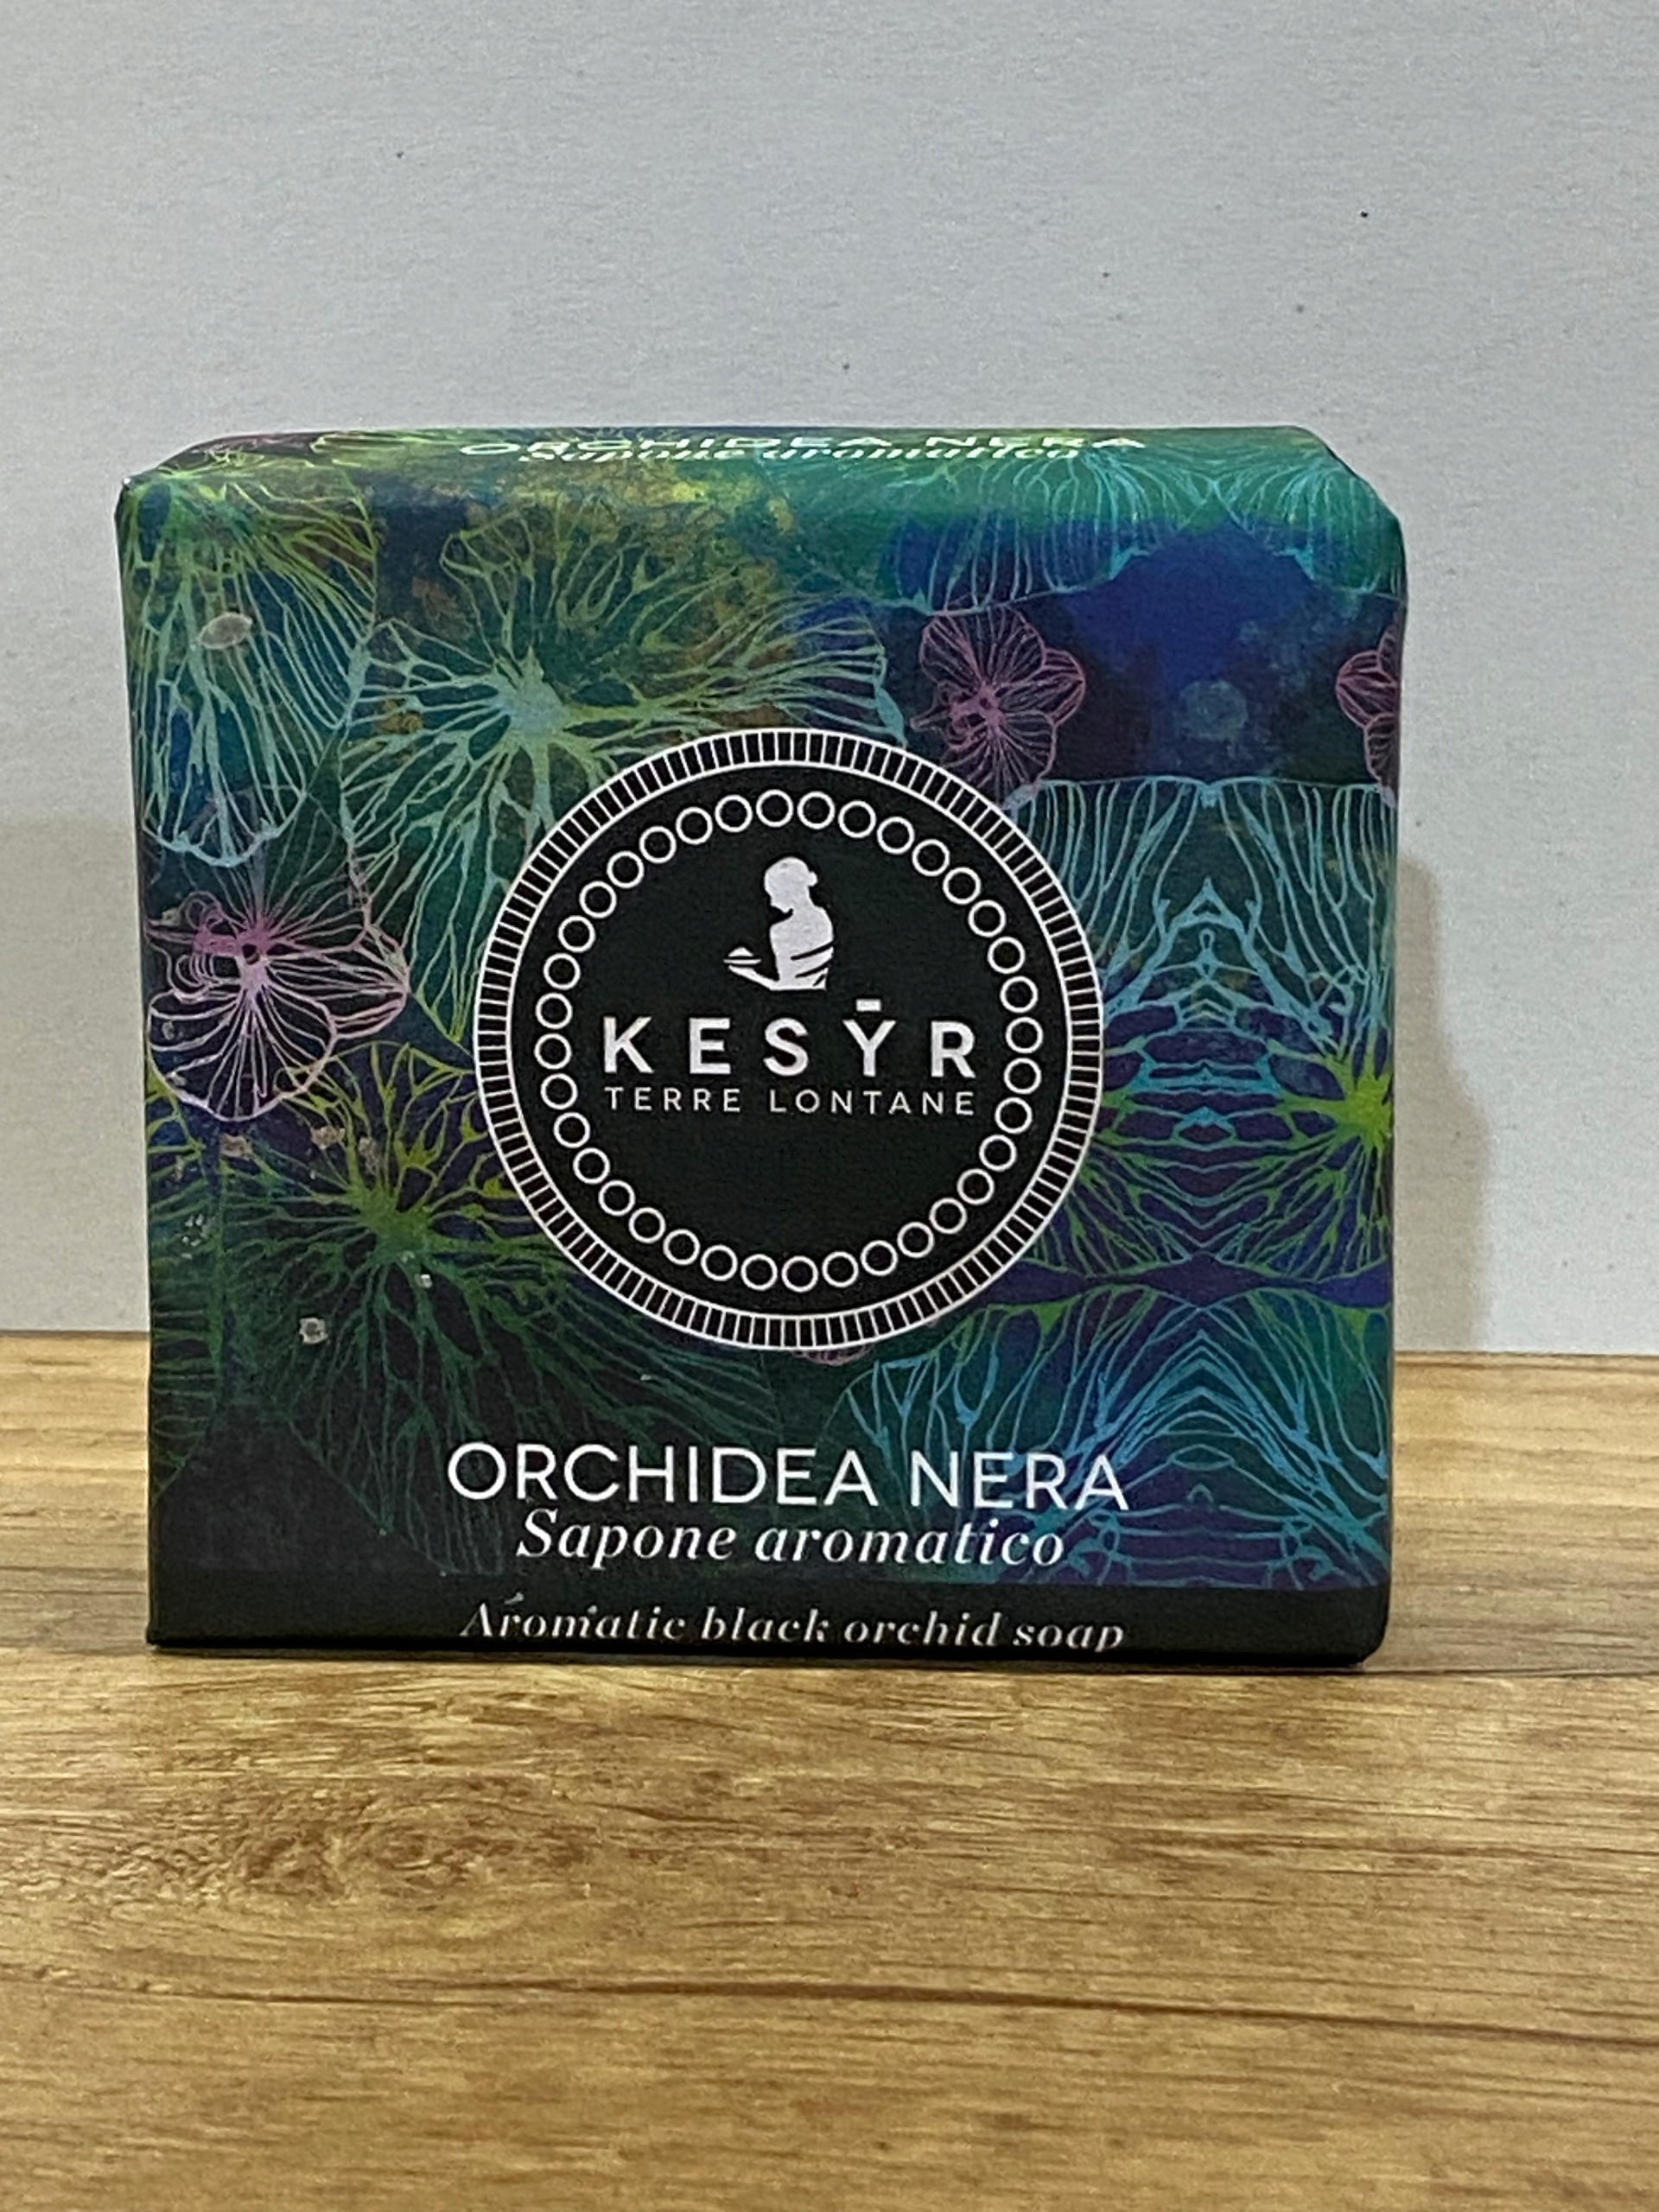 ORCHIDEA NERA
Sapone aromatico
KESȲR
TERRE LONTANE
ORCHIDEA NERA
Sapone aromatico
Aromatic black orchid soap